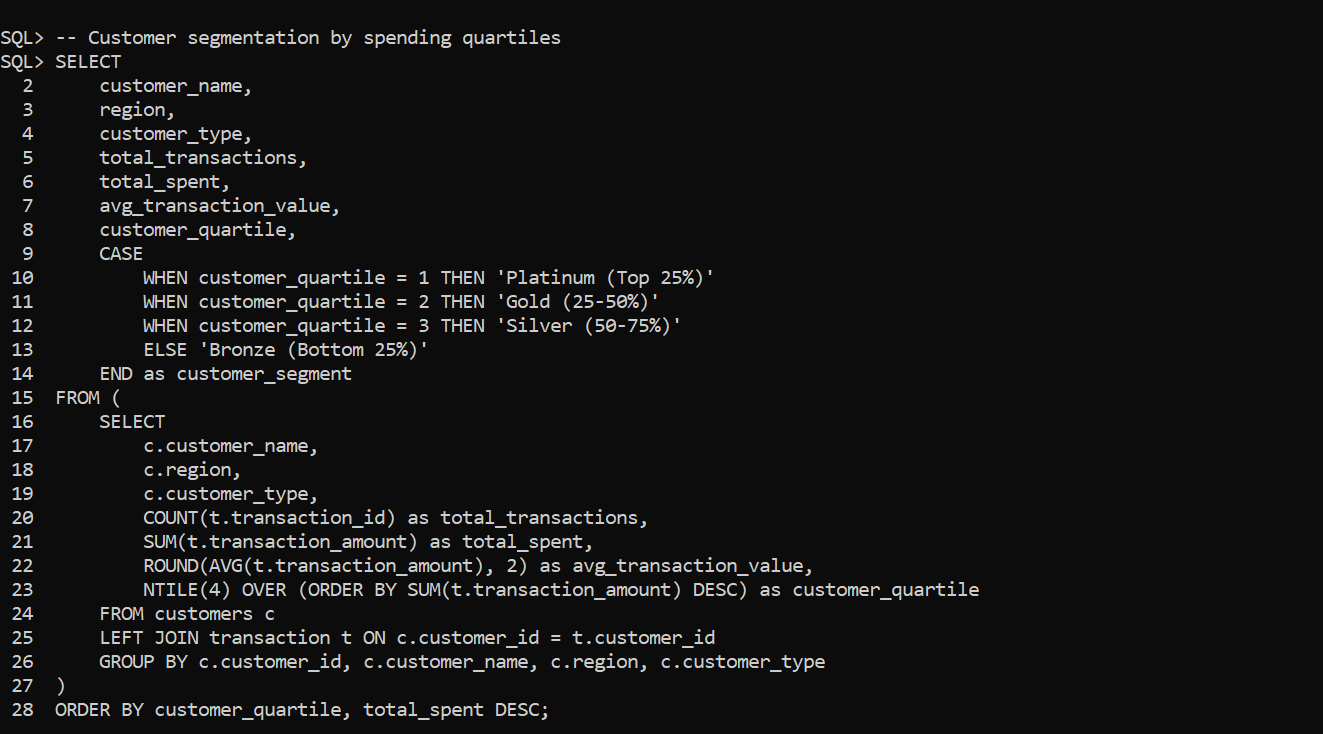 SQL> -- Customer segmentation by spending quartiles
SQL> SELECT
  2      customer_name,
  3      region,
  4      customer_type,
  5      total_transactions,
  6      total_spent,
  7      avg_transaction_value,
  8      customer_quartile,
  9      CASE
 10          WHEN customer_quartile = 1 THEN 'Platinum (Top 25%)'
 11          WHEN customer_quartile = 2 THEN 'Gold (25-50%)'
 12          WHEN customer_quartile = 3 THEN 'Silver (50-75%)'
 13          ELSE 'Bronze (Bottom 25%)'
 14      END as customer_segment
 15  FROM (
 16      SELECT
 17          c.customer_name,
 18          c.region,
 19          c.customer_type,
 20          COUNT(t.transaction_id) as total_transactions,
 21          SUM(t.transaction_amount) as total_spent,
 22          ROUND(AVG(t.transaction_amount), 2) as avg_transaction_value,
 23          NTILE(4) OVER (ORDER BY SUM(t.transaction_amount) DESC) as customer_quartile
 24      FROM customers c
 25      LEFT JOIN transaction t ON c.customer_id = t.customer_id
 26      GROUP BY c.customer_id, c.customer_name, c.region, c.customer_type
 27  )
 28  ORDER BY customer_quartile, total_spent DESC;